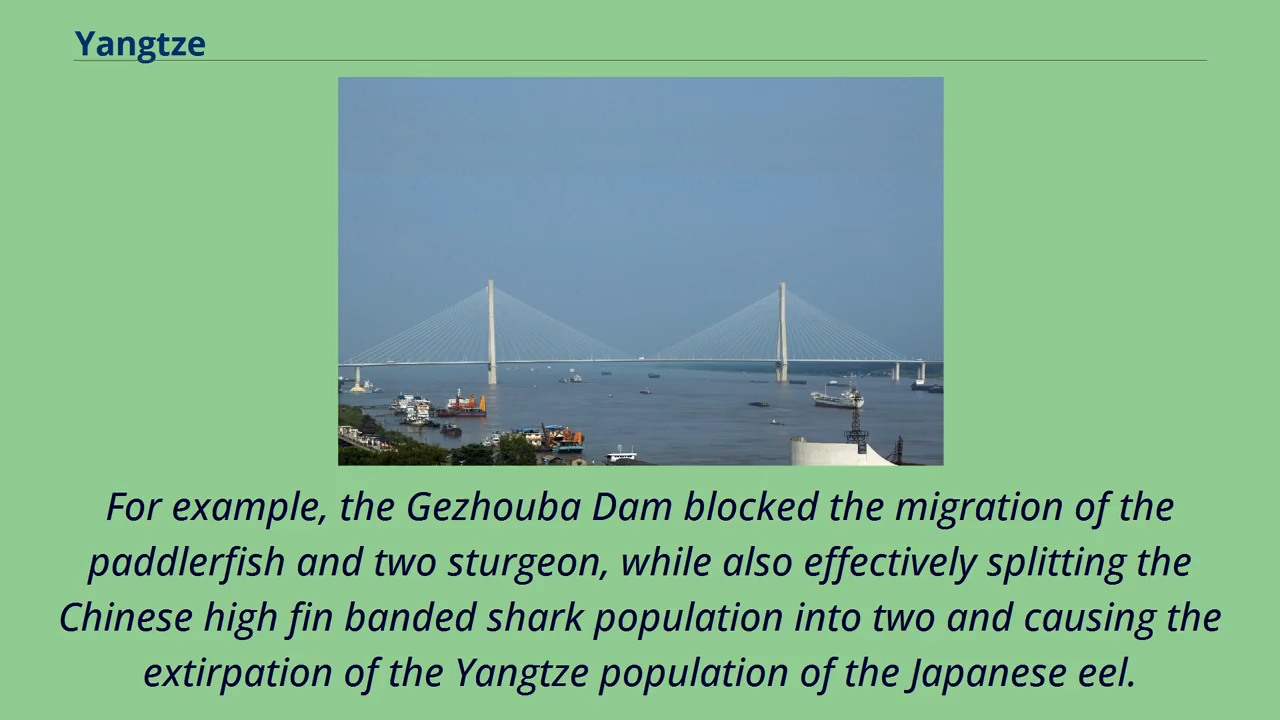 Yangtze
For example, the Gezhouba Dam blocked the migration of the
paddlerfish and two sturgeon, while also effectively splitting the
Chinese high fin banded shark population into two and causing the
extirpation of the Yangtze population of the Japanese eel.